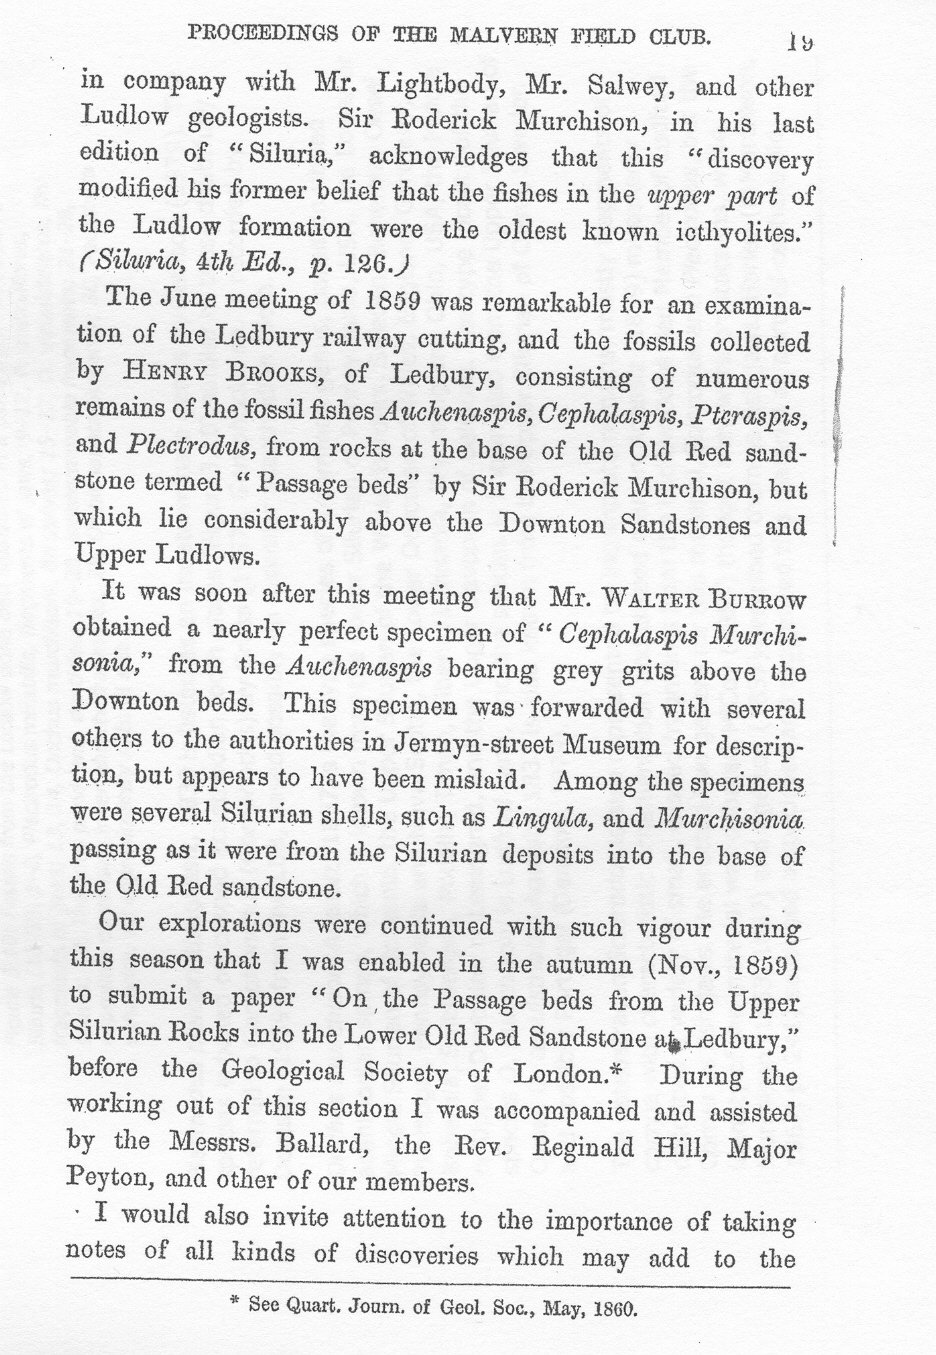 PROCEEDINGS OF THE MALVERN FIELD CLUB. 19
in company with Mr. Lightbody, Mr. Salwey, and other
Ludlow geologists. Sir Roderick Murchison, in his last
edition of “Siluria,” acknowledges that this “discovery
modified his former belief that the fishes in the upper part of
the Ludlow formation were the oldest known icthyolites.”
(Siluria, 4th Ed., p. 126.)
The June meeting of 1859 was remarkable for an examina-
tion of the Ledbury railway cutting, and the fossils collected
by HENRY BROOKS, of Ledbury, consisting of numerous
remains of the fossil fishes Auchenaspis, Cephalaspis, Pteraspis,
and Plectrodus, from rocks at the base of the Old Red sand-
stone termed “Passage beds” by Sir Roderick Murchison, but
which lie considerably above the Downton Sandstones and
Upper Ludlows.
It was soon after this meeting that Mr. WALTER BURROW
obtained a nearly perfect specimen of “Cephalaspis Murchi-
sonia,” from the Auchenaspis bearing grey grits above the
Downton beds. This specimen was forwarded with several
others to the authorities in Jermyn-street Museum for descrip-
tion, but appears to have been mislaid. Among the specimens
were several Silurian shells, such as Lingula, and Murchisonia
passing as it were from the Silurian deposits into the base of
the Old Red sandstone.
Our explorations were continued with such vigour during
this season that I was enabled in the autumn (Nov., 1859)
to submit a paper “On the Passage beds from the Upper
Silurian Rocks into the Lower Old Red Sandstone at Ledbury,”
before the Geological Society of London.* During the
working out of this section I was accompanied and assisted
by the Messrs. Ballard, the Rev. Reginald Hill, Major
Peyton, and other of our members.
I would also invite attention to the importance of taking
notes of all kinds of discoveries which may add to the
* See Quart. Journ. of Geol. Soc., May, 1860.